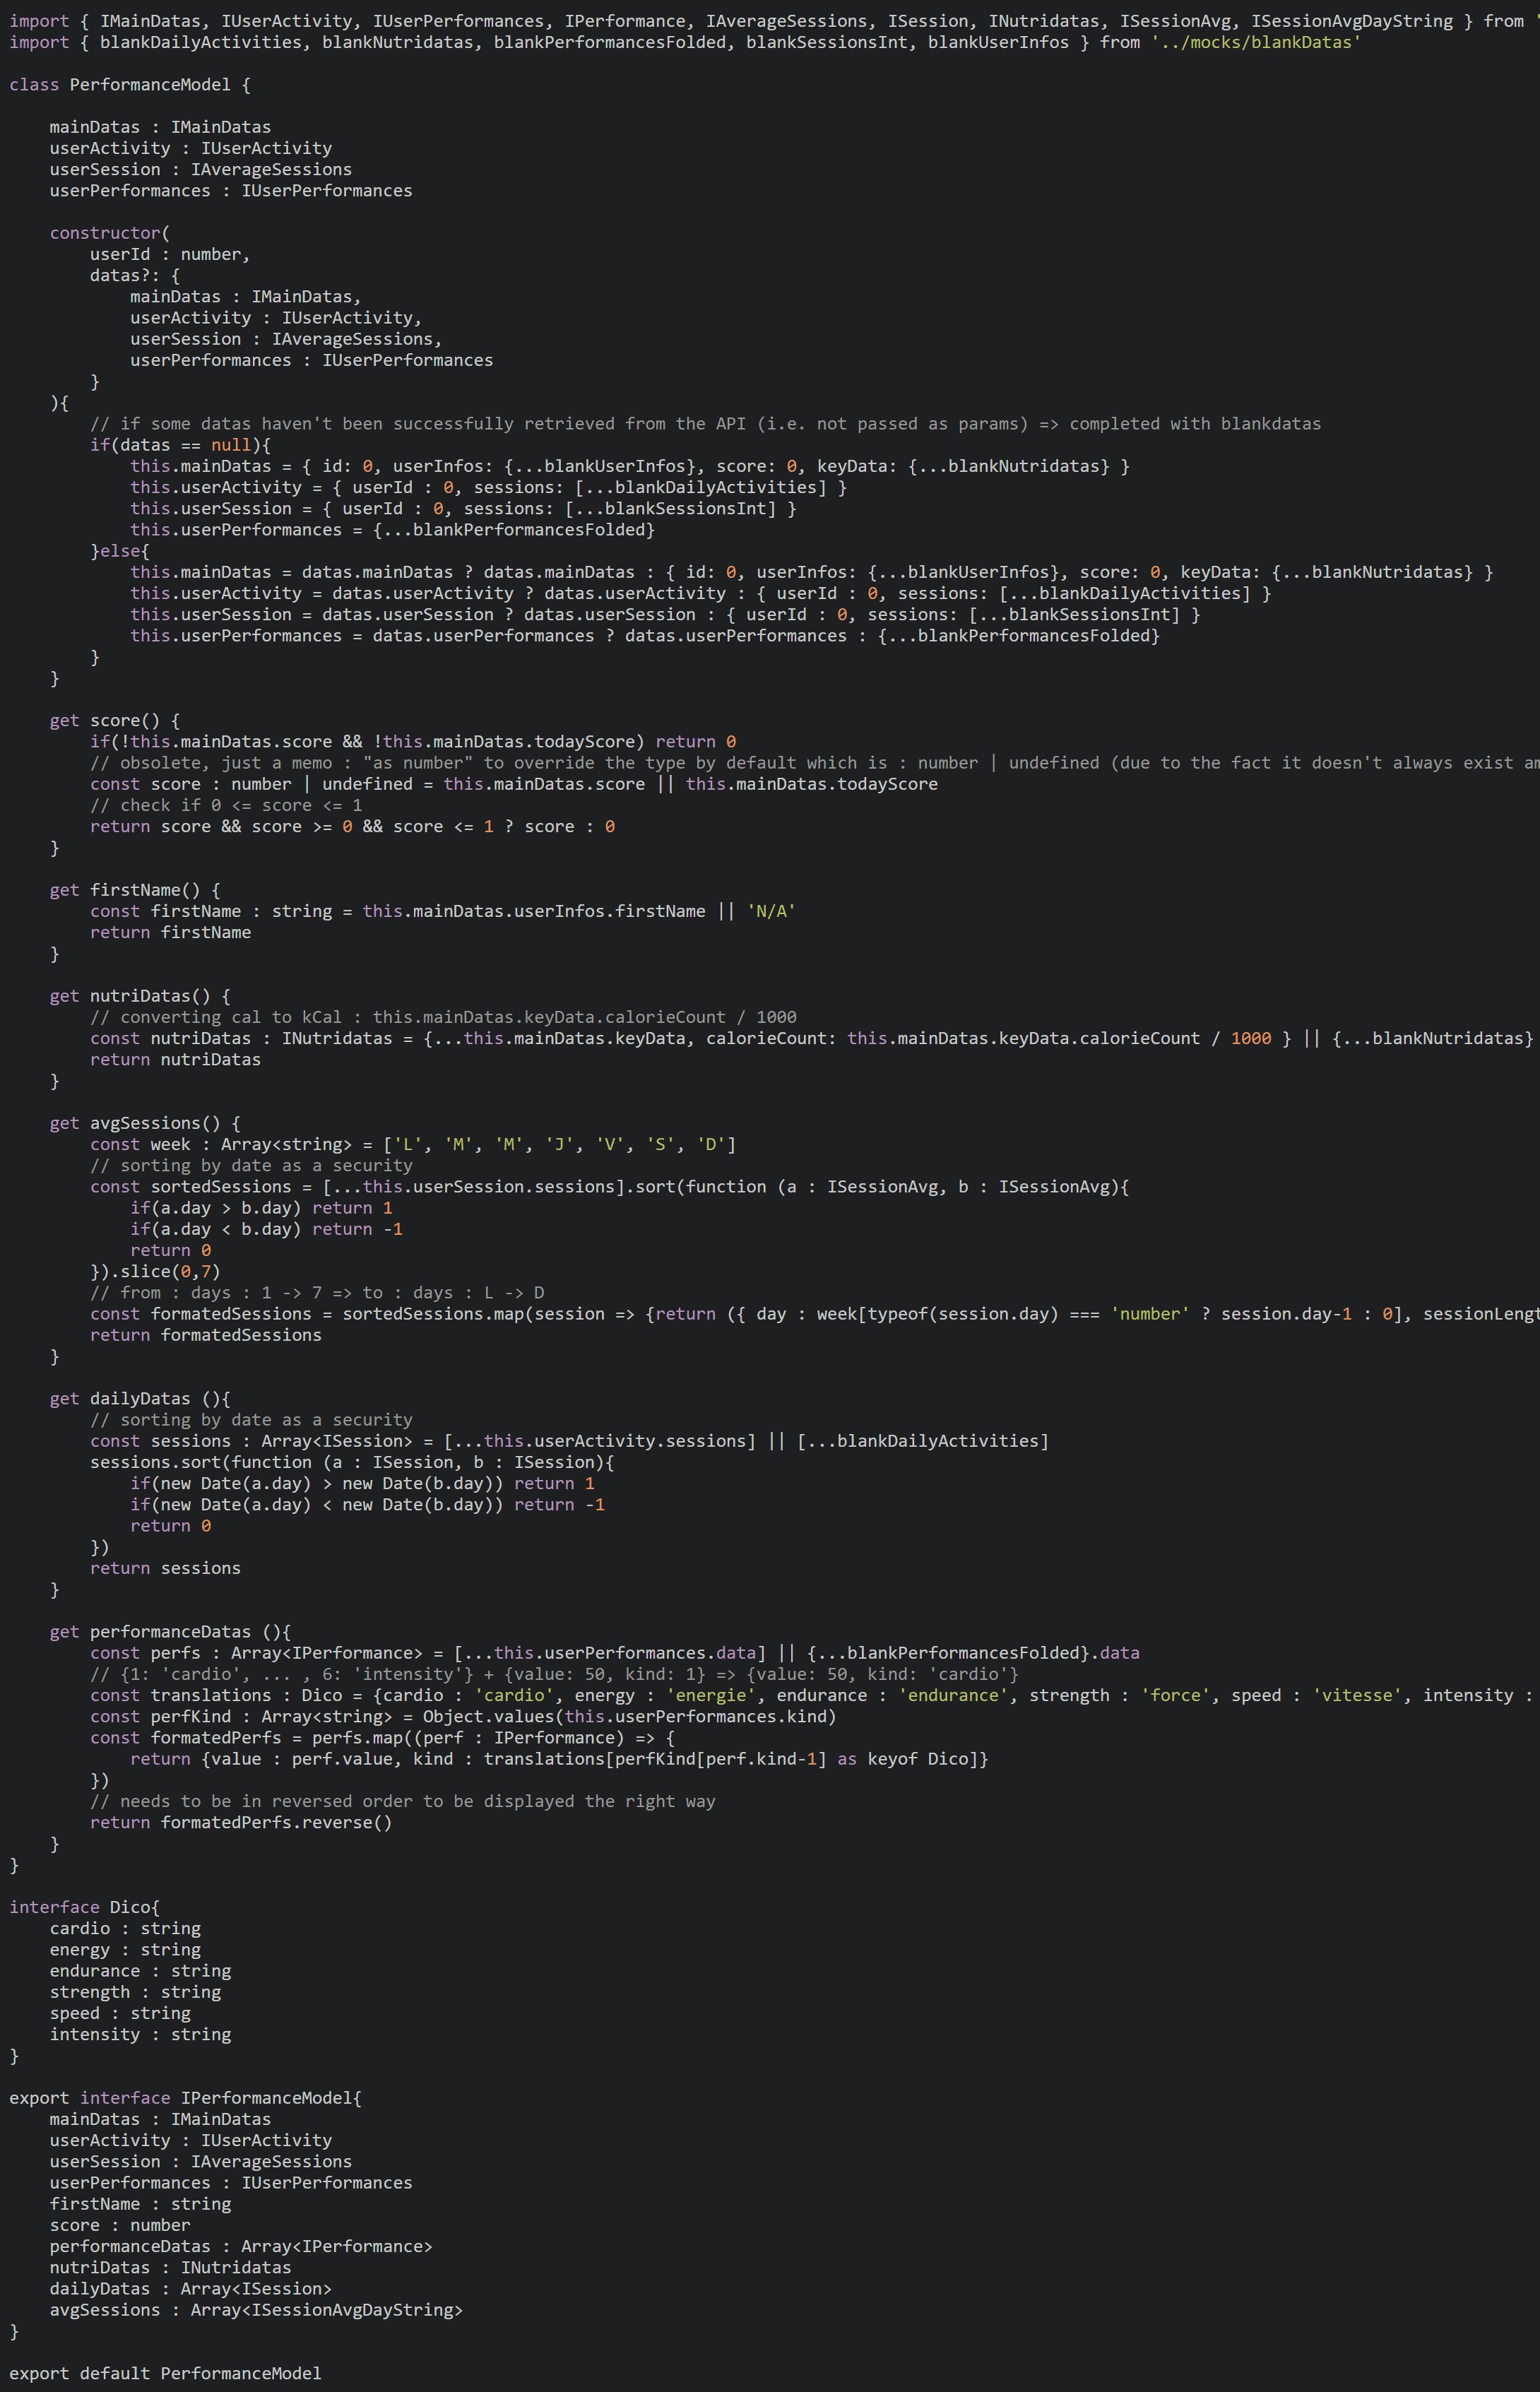 import { IMainDatas, IUserActivity, IUserPerformances, IPerformance, IAverageSessions, ISession, INutridatas, ISessionAvg, ISessionAvgDayString } from '
import { blankDailyActivities, blankNutridatas, blankPerformancesFolded, blankSessionsInt, blankUserInfos } from '../mocks/blankDatas'
class PerformanceModel {
mainDatas : IMainDatas
userActivity : IUserActivity
userSession : IAverageSessions
userPerformances : IUserPerformances
constructor(
userId : number,
datas?: {
mainDatas : IMainDatas,
userActivity : IUserActivity,
userSession : IAverageSessions,
userPerformances : IUserPerformances
}
){
// if some datas haven't been successfully retrieved from the API (i.e. not passed as params) => completed with blankdatas
if(datas == null){
this.mainDatas = { id: 0, userInfos: {...blankUserInfos}, score: 0, keyData: {...blankNutridatas} }
this.userActivity = { userId : 0, sessions: [...blankDailyActivities] }
this.userSession = { userId : 0, sessions: [...blankSessionsInt] }
this.userPerformances = {...blankPerformancesFolded}
}else{
this.mainDatas = datas.mainDatas ? datas.mainDatas : { id: 0, userInfos: {...blankUserInfos}, score: 0, keyData: {...blankNutridatas} }
this.userActivity = datas.userActivity ? datas.userActivity : { userId : 0, sessions: [...blankDailyActivities] }
this.userSession = datas.userSession ? datas.userSession : { userId : 0, sessions: [...blankSessionsInt] }
this.userPerformances = datas.userPerformances ? datas.userPerformances : {...blankPerformancesFolded}
}
}
get score() {
if(!this.mainDatas.score && !this.mainDatas.todayScore) return 0
// obsolete, just a memo : "as number" to override the type by default which is : number | undefined (due to the fact it doesn't always exist am
const score : number | undefined = this.mainDatas.score || this.mainDatas.todayScore
// check if 0 <= score <= 1
return score && score >= 0 && score <= 1 ? score : 0
}
get firstName() {
const firstName : string = this.mainDatas.userInfos.firstName || 'N/A'
return firstName
}
get nutriDatas() {
// converting cal to kCal : this.mainDatas.keyData.calorieCount / 1000
const nutriDatas : INutridatas = {...this.mainDatas.keyData, calorieCount: this.mainDatas.keyData.calorieCount / 1000 } || {...blankNutridatas}
return nutriDatas
}
get avgSessions() {
const week : Array<string> = ['L', 'M', 'M', 'J', 'V', 'S', 'D']
// sorting by date as a security
const sortedSessions = [...this.userSession.sessions].sort(function (a : ISessionAvg, b : ISessionAvg){
if(a.day > b.day) return 1
if(a.day < b.day) return -1
return 0
}).slice(0,7)
// from : days : 1 -> 7 => to : days : L -> D
const formatedSessions = sortedSessions.map(session => {return ({ day : week[typeof(session.day) === 'number' ? session.day-1 : 0], sessionLengt
return formatedSessions
}
get dailyDatas (){
// sorting by date as a security
const sessions : Array<ISession> = [...this.userActivity.sessions] || [...blankDailyActivities]
sessions.sort(function (a : ISession, b : ISession){
if(new Date(a.day) > new Date(b.day)) return 1
if(new Date(a.day) < new Date(b.day)) return -1
return 0
})
return sessions
}
get performanceDatas (){
const perfs : Array<IPerformance> = [...this.userPerformances.data] || {...blankPerformancesFolded}.data
// {1: 'cardio', ... , 6: 'intensity'} + {value: 50, kind: 1} => {value: 50, kind: 'cardio'}
const translations : Dico = {cardio : 'cardio', energy : 'energie', endurance : 'endurance', strength : 'force', speed : 'vitesse', intensity :
const perfKind : Array<string> = Object.values(this.userPerformances.kind)
const formatedPerfs = perfs.map((perf : IPerformance) => {
return {value : perf.value, kind : translations[perfKind[perf.kind-1] as keyof Dico]}
})
// needs to be in reversed order to be displayed the right way
return formatedPerfs.reverse()
}
}
interface Dico{
cardio : string
energy : string
endurance : string
strength : string
speed : string
intensity : string
}
export interface IPerformanceModel{
mainDatas : IMainDatas
userActivity : IUserActivity
userSession : IAverageSessions
userPerformances : IUserPerformances
firstName : string
score : number
performanceDatas : Array<IPerformance>
nutriDatas : INutridatas
dailyDatas : Array<ISession>
avgSessions : Array<ISessionAvgDayString>
}
export default PerformanceModel